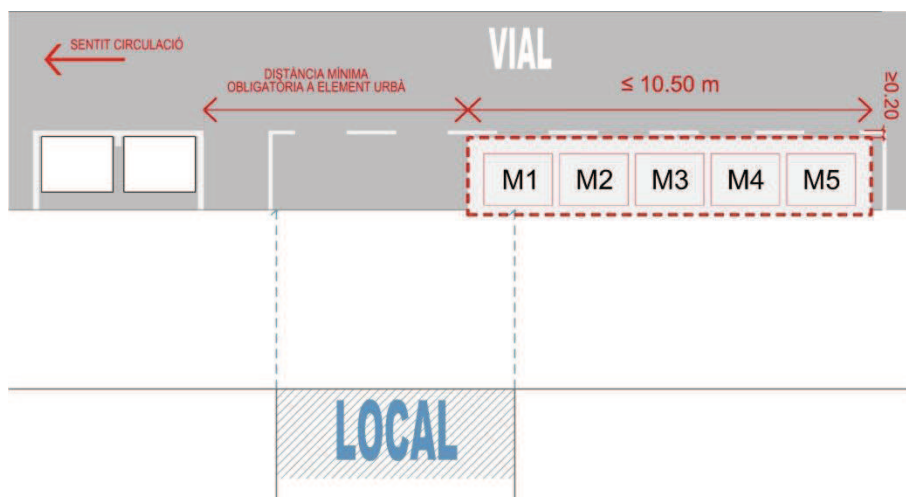 SENTIT CIRCULACIÓ
VIAL
DISTÀNCIA MÍNIMA
OBLIGATÒRIA A ELEMENT URBÀ
≤ 10.50 m
≥0.20
M1 M2 M3 M4 M5
LOCAL